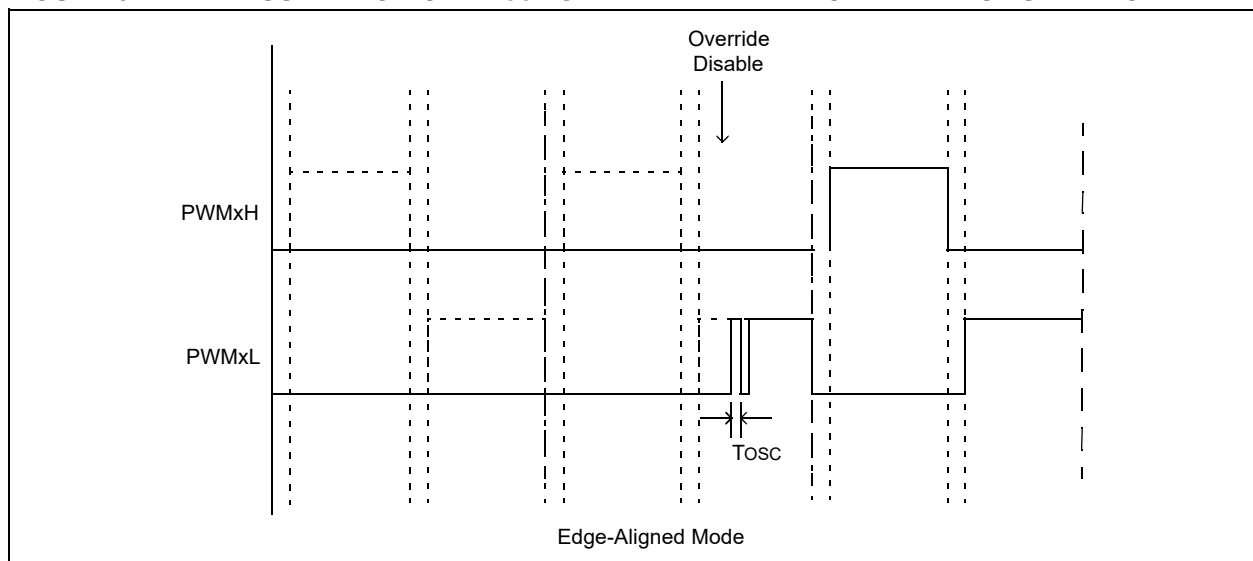 Override
Disable
PWMxH
PWMxL
TOSC
Edge-Aligned Mode